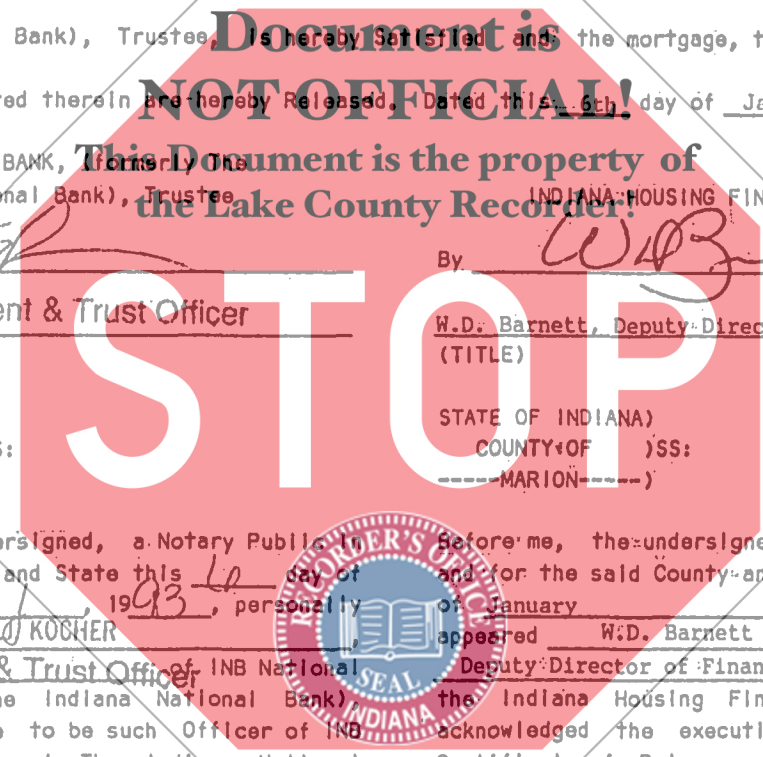 Bank), Trustee, is hereby Satisfied and the mortgage, t
Document is
ed therein are hereby Released. Dated this 6th day of Ja
NOT OFFICIAL!
BANK, (formerly The
This Document is the property of
nal Bank), Trustee
INDIANA HOUSING FIN
the Lake County Recorder!
By
ent & Trust Officer
W.D. Barnett, Deputy Direc
(TITLE)
STOP
STATE OF INDIANA)
S:
COUNTY OF )SS:
-----MARION-----)
ersigned, a Notary Public in
and State this day of
, 1993, personally
KOCHER ,
& Trust Officer of INB National
e Indiana National Bank),
e to be such Officer of INB
Before me, the undersigne
and for the said County an
of January
appeared W.D. Barnett
Deputy Director of Finan
the Indiana Housing Fin
acknowledged the executi
RECORDER'S OFFICE
SEAL
INDIANA